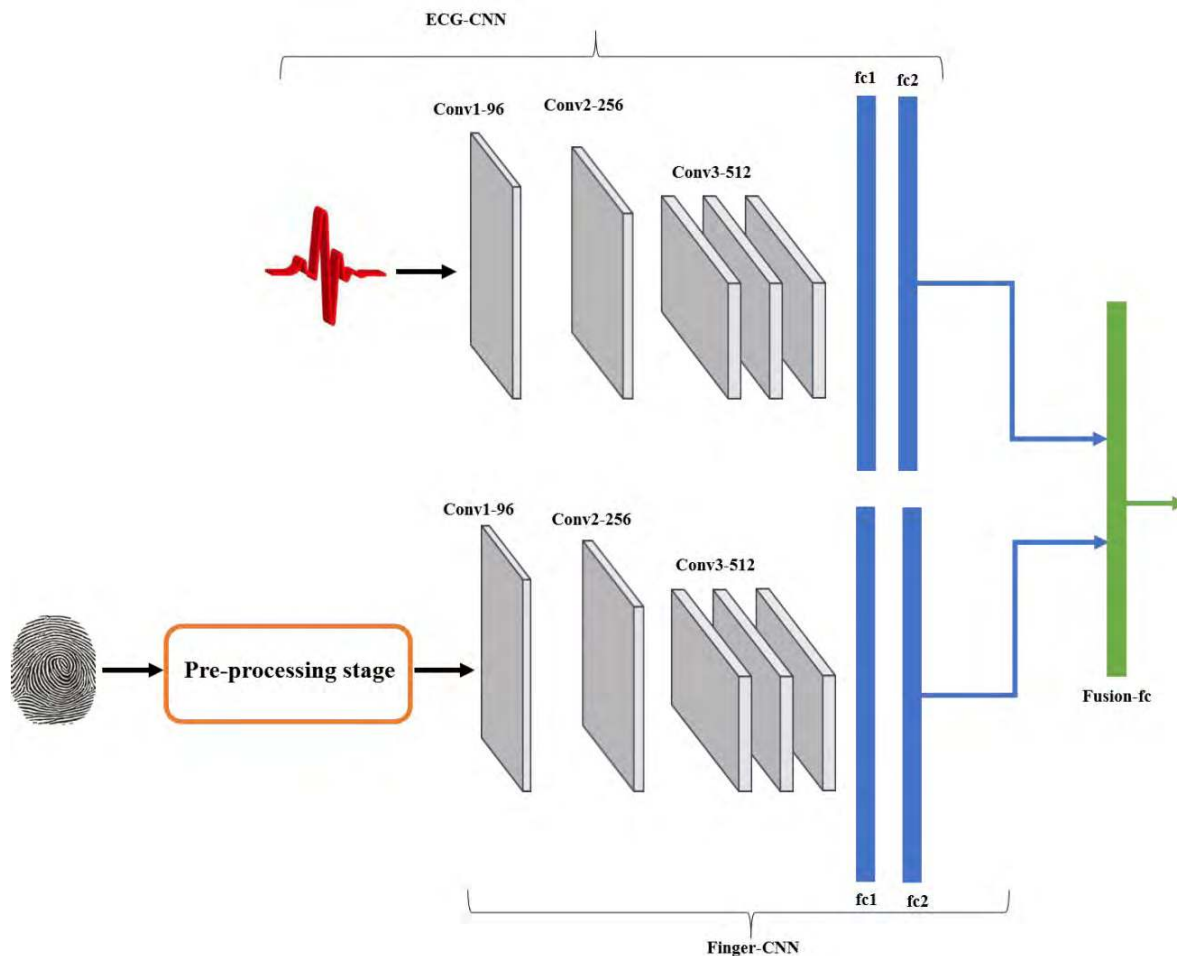 ECG-CNN
fc1
fc2
Conv1-96
Conv2-256
Conv3-512
Conv1-96
Conv2-256
Conv3-512
Pre-processing stage
Fusion-fc
fc1
fc2
Finger-CNN